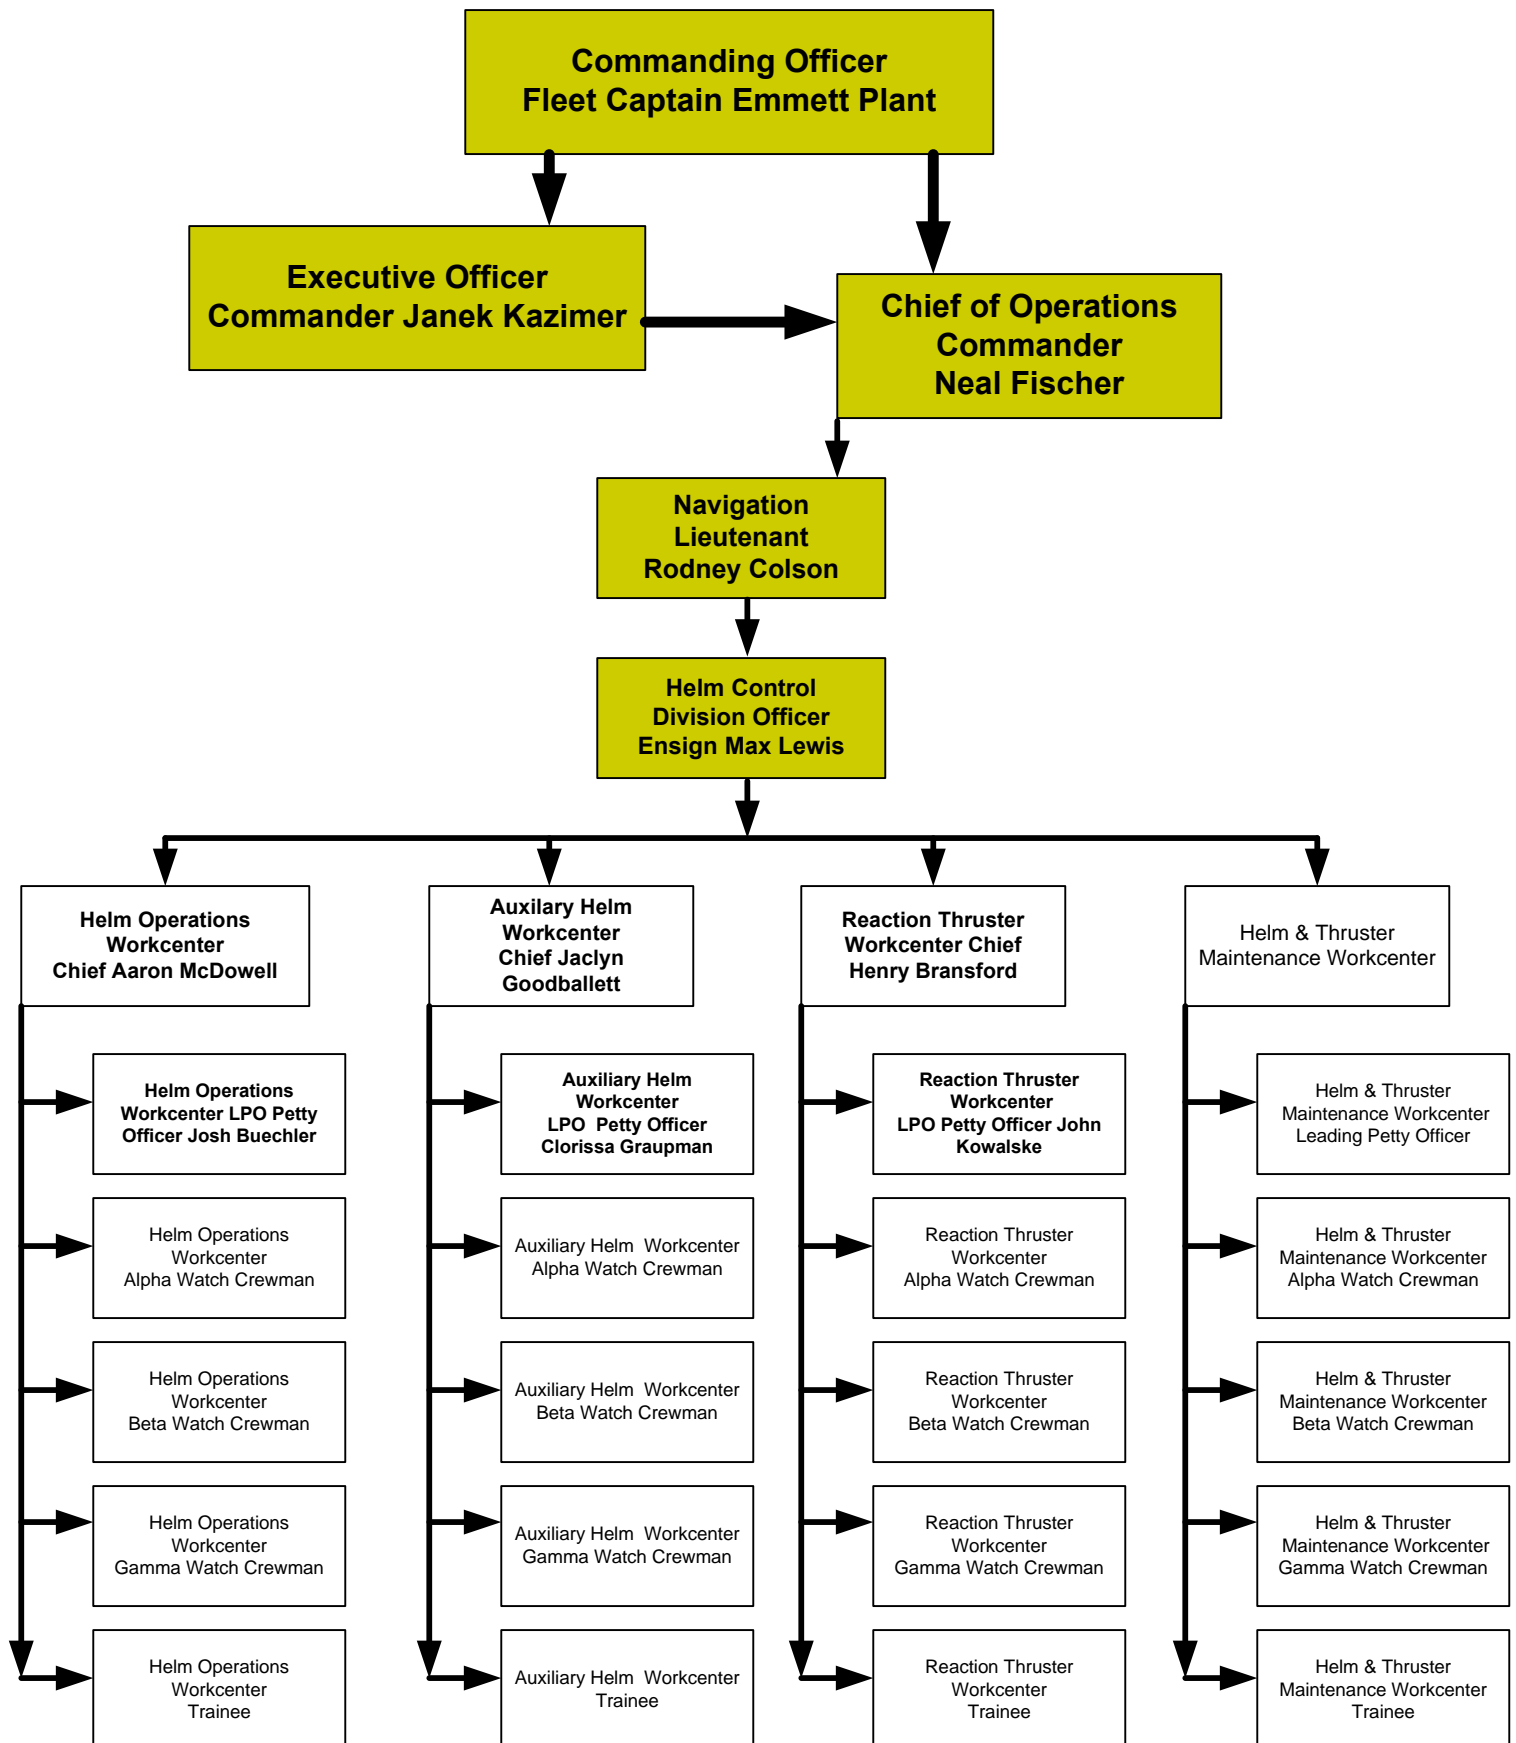 Commanding Officer
Fleet Captain Emmett Plant
Executive Officer
Commander Janek Kazimer
Chief of Operations
Commander
Neal Fischer
Navigation
Lieutenant
Rodney Colson
Helm Control
Division Officer
Ensign Max Lewis
Helm Operations
Workcenter
Chief Aaron McDowell
Auxilary Helm
Workcenter
Chief Jaclyn
Goodballett
Reaction Thruster
Workcenter Chief
Henry Bransford
Helm & Thruster
Maintenance Workcenter
Helm Operations
Workcenter LPO Petty
Officer Josh Buechler
Auxiliary Helm
Workcenter
LPO  Petty Officer
Clorissa Graupman
Reaction Thruster
Workcenter
LPO Petty Officer John
Kowalske
Helm & Thruster
Maintenance Workcenter
Leading Petty Officer
Helm Operations
Workcenter
Alpha Watch Crewman
Auxiliary Helm  Workcenter
Alpha Watch Crewman
Reaction Thruster
Workcenter
Alpha Watch Crewman
Helm & Thruster
Maintenance Workcenter
Alpha Watch Crewman
Helm Operations
Workcenter
Beta Watch Crewman
Auxiliary Helm  Workcenter
Beta Watch Crewman
Reaction Thruster
Workcenter
Beta Watch Crewman
Helm & Thruster
Maintenance Workcenter
Beta Watch Crewman
Helm Operations
Workcenter
Gamma Watch Crewman
Auxiliary Helm  Workcenter
Gamma Watch Crewman
Reaction Thruster
Workcenter
Gamma Watch Crewman
Helm & Thruster
Maintenance Workcenter
Gamma Watch Crewman
Helm Operations
Workcenter
Trainee
Auxiliary Helm  Workcenter
Trainee
Reaction Thruster
Workcenter
Trainee
Helm & Thruster
Maintenance Workcenter
Trainee